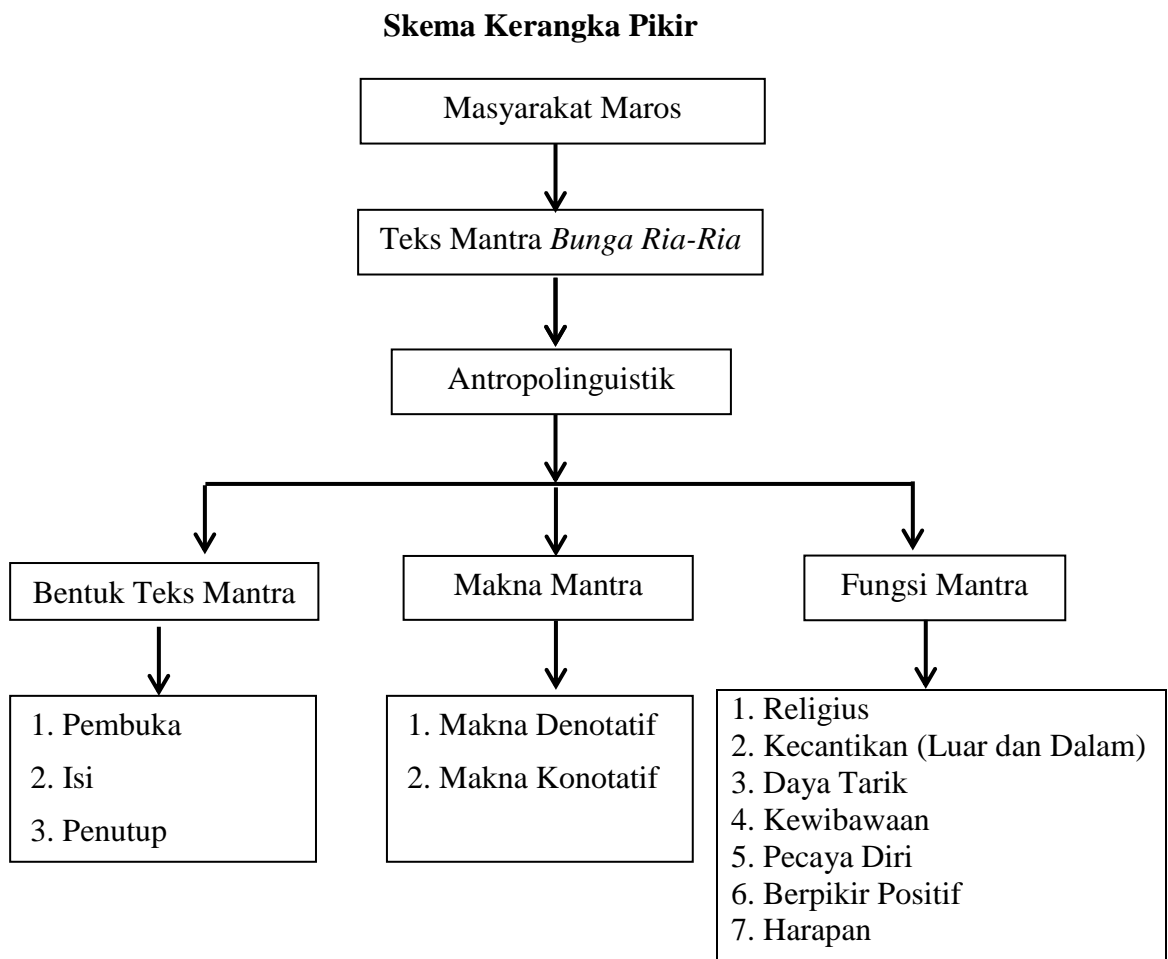 Skema Kerangka Pikir
Masyarakat Maros
Teks Mantra Bunga Ria-Ria
Antropolinguistik
Bentuk Teks Mantra
Makna Mantra
Fungsi Mantra
1. Pembuka
2. Isi
3. Penutup
1. Makna Denotatif
2. Makna Konotatif
1. Religius
2. Kecantikan (Luar dan Dalam)
3. Daya Tarik
4. Kewibawaan
5. Pecaya Diri
6. Berpikir Positif
7. Harapan